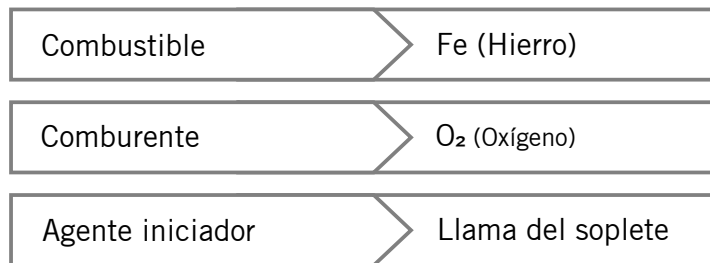 Combustible Fe (Hierro)
Comburente O₂ (Oxígeno)
Agente iniciador Llama del soplete